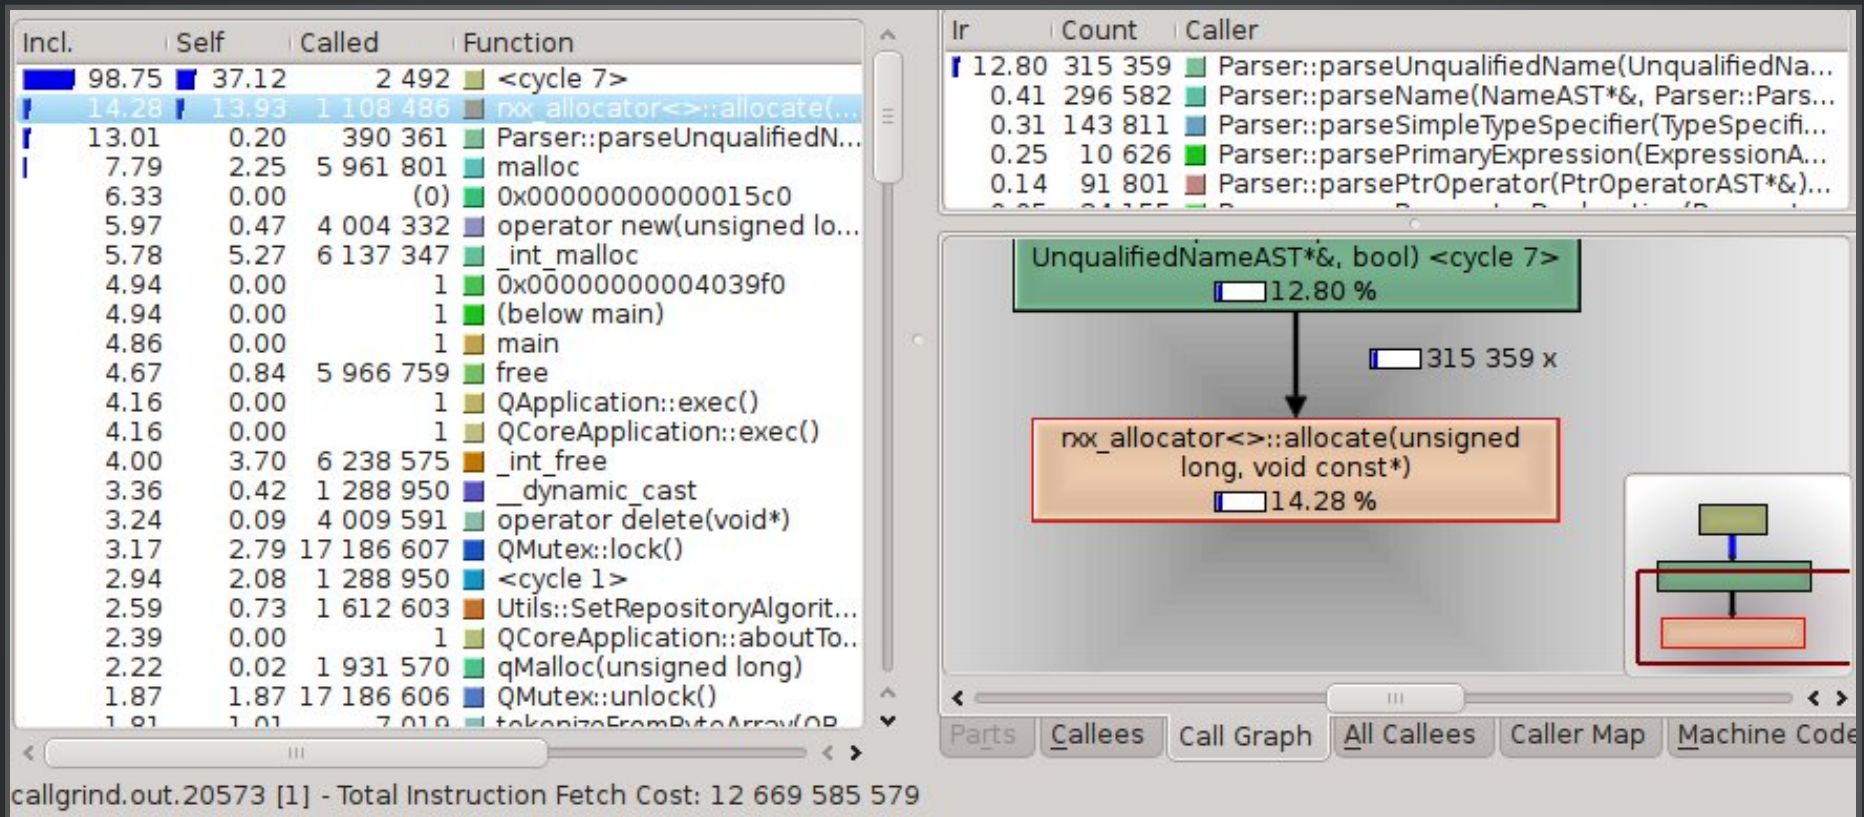 Incl. Self Called Function
98.75 37.12 2 492 <cycle 7>
14.28 13.93 1 108 486 rxx_allocator<>::allocate(...
13.01 0.20 390 361 Parser::parseUnqualifiedN...
7.79 2.25 5 961 801 malloc
6.33 0.00 (0) 0x00000000000015c0
5.97 0.47 4 004 332 operator new(unsigned lo...
5.78 5.27 6 137 347 _int_malloc
4.94 0.00 1 0x00000000004039f0
4.94 0.00 1 (below main)
4.86 0.00 1 main
4.67 0.84 5 966 759 free
4.16 0.00 1 QApplication::exec()
4.16 0.00 1 QCoreApplication::exec()
4.00 3.70 6 238 575 _int_free
3.36 0.42 1 288 950 __dynamic_cast
3.24 0.09 4 009 591 operator delete(void*)
3.17 2.79 17 186 607 QMutex::lock()
2.94 2.08 1 288 950 <cycle 1>
2.59 0.73 1 612 603 Utils::SetRepositoryAlgorit...
2.39 0.00 1 QCoreApplication::aboutTo...
2.22 0.02 1 931 570 qMalloc(unsigned long)
1.87 1.87 17 186 606 QMutex::unlock()
1.81 1.01 7 019 tokenizeFromByteArray(QB...
callgrind.out.20573 [1] - Total Instruction Fetch Cost: 12 669 585 579
Ir Count Caller
12.80 315 359 Parser::parseUnqualifiedName(UnqualifiedNa...
0.41 296 582 Parser::parseName(NameAST*&, Parser::Pars...
0.31 143 811 Parser::parseSimpleTypeSpecifier(TypeSpecifi...
0.25 10 626 Parser::parsePrimaryExpression(ExpressionA...
0.14 91 801 Parser::parsePtrOperator(PtrOperatorAST*&)...
UnqualifiedNameAST*&, bool) <cycle 7>
12.80 %
315 359 x
rxx_allocator<>::allocate(unsigned
long, void const*)
14.28 %
Parts Callees Call Graph All Callees Caller Map Machine Code